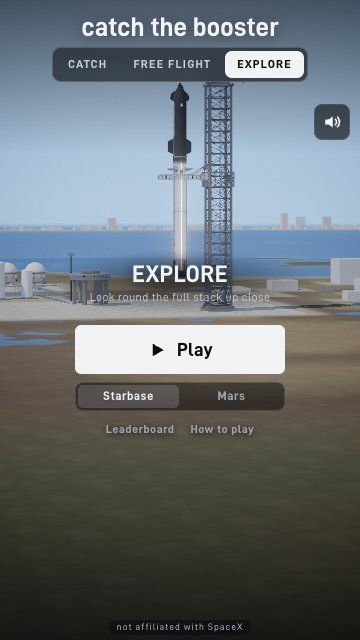 catch the booster
CATCH FREE FLIGHT EXPLORE
EXPLORE
Look round the full stack up close
Play
Starbase Mars
Leaderboard How to play
not affiliated with SpaceX